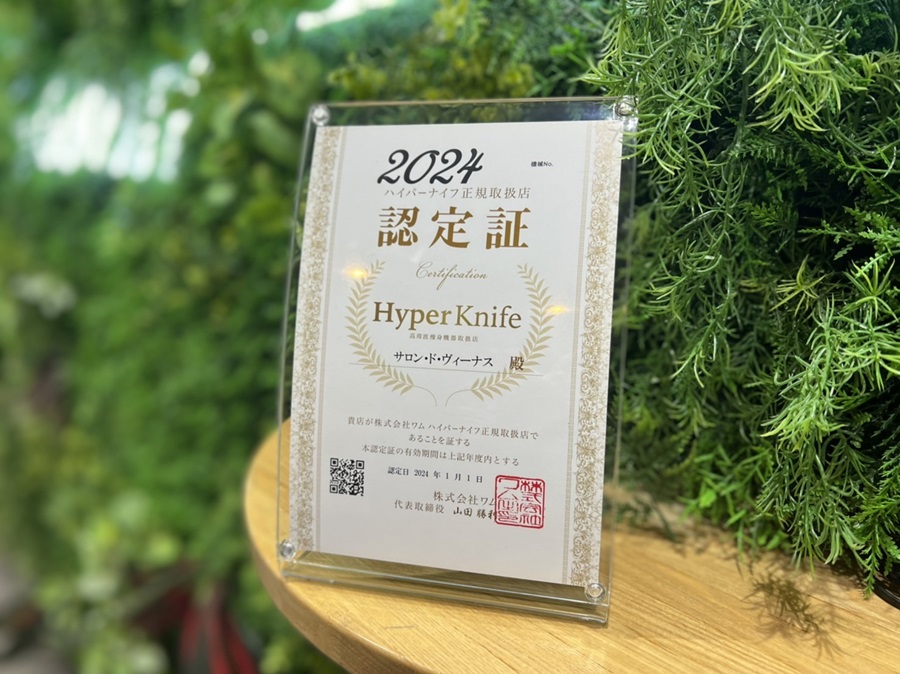 2024
機械No.
ハイパーナイフ正規取扱店
認定証
Certification
Hyper Knife
高周波痩身機器取扱店
サロン・ド・ヴィーナス 殿
貴店が株式会社ワム ハイパーナイフ正規取扱店で
あることを証する
本認定証の有効期間は上記年度内とする
認定日 2024 年 1 月 1 日
株式会社ワム
代表取締役 山田 勝利